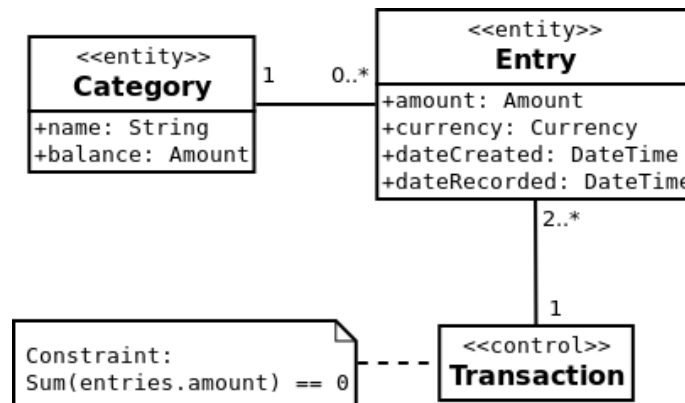 <<entity>>
Category
+name: String
+balance: Amount
1
0..*
<<entity>>
Entry
+amount: Amount
+currency: Currency
+dateCreated: DateTime
+dateRecorded: DateTime
2..*
1
<<control>>
Transaction
Constraint:
Sum(entries.amount) == 0